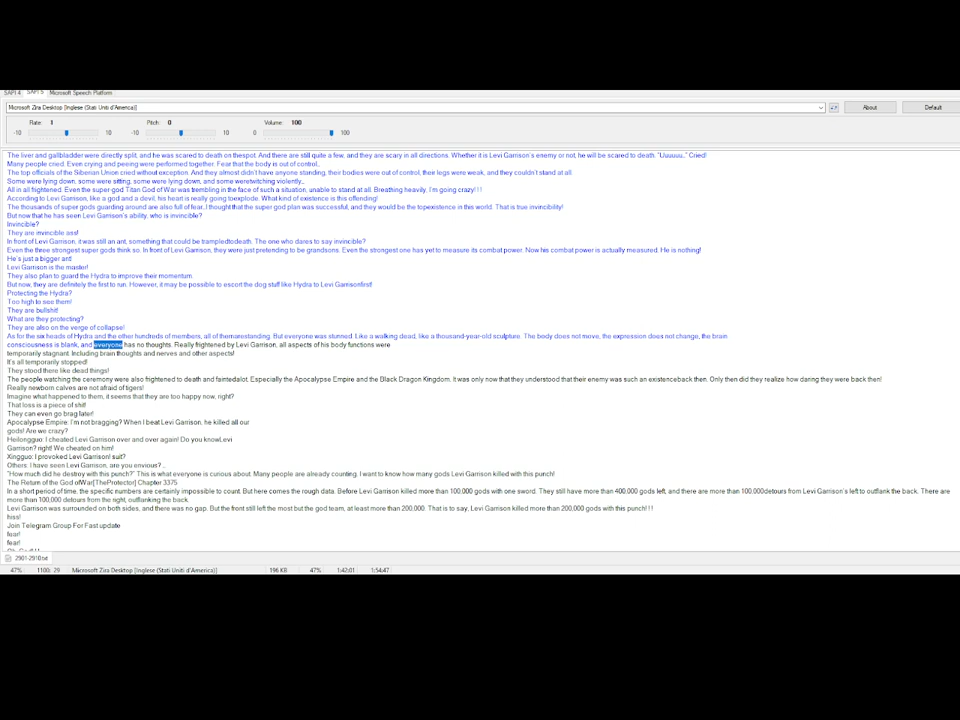 SAPI 4 SAPI 5 Microsoft Speech Platform
Microsoft Zira Desktop [Inglese (Stati Uniti d'America)]
About
Default
Rate: 1
Pitch: 0
Volume: 100
-10 10 -10 10 0 100
The liver and gallbladder were directly split, and he was scared to death on thespot. And there are still quite a few, and they are scary in all directions. Whether it is Levi Garrison's enemy or not, he will be scared to death. "Uuuuuu.." Cried!
Many people cried. Even crying and peeing were performed together. Fear that the body is out of control..
The top officials of the Siberian Union cried without exception. And they almost didn't have anyone standing, their bodies were out of control, their legs were weak, and they couldn't stand at all.
Some were lying down, some were sitting, some were lying down, and some weretwitching violently..
All in all frightened. Even the super god Titan God of War was trembling in the face of such a situation, unable to stand at all. Breathing heavily, I'm going crazy!!!
According to Levi Garrison, like a god and a devil, his heart is really going toexplode. What kind of existence is this offending!
The thousands of super gods guarding around are also full of fear..I thought that the super god plan was successful, and they would be the topexistence in this world. That is true invincibility!
But now that he has seen Levi Garrison's ability, who is invincible?
Invincible?
They are invincible ass!
In front of Levi Garrison, it was still an ant, something that could be trampledtodeath. The one who dares to say invincible?
Even the three strongest super gods think so. In front of Levi Garrison, they were just pretending to be grandsons. Even the strongest one has yet to measure its combat power. Now his combat power is actually measured. He is nothing!
He's just a bigger ant!
Levi Garrison is the master!
They also plan to guard the Hydra to improve their momentum.
But now, they are definitely the first to run. However, it may be possible to escort the dog stuff like Hydra to Levi Garrisonfirst!
Protecting the Hydra?
Too high to see them!
They are bullshit!
What are they protecting?
They are also on the verge of collapse!
As for the six heads of Hydra and the other hundreds of members, all of themarestanding. But everyone was stunned. Like a walking dead, like a thousand-year-old sculpture. The body does not move, the expression does not change, the brain
consciousness is blank, and everyone has no thoughts. Really frightened by Levi Garrison, all aspects of his body functions were
temporarily stagnant. Including brain thoughts and nerves and other aspects!
It's all temporarily stopped!
They stood there like dead things!
The people watching the ceremony were also frightened to death and faintedalot. Especially the Apocalypse Empire and the Black Dragon Kingdom. It was only now that they understood that their enemy was such an existenceback then. Only then did they realize how daring they were back then!
Really newborn calves are not afraid of tigers!
Imagine what happened to them, it seems that they are too happy now, right?
That loss is a piece of shit!
They can even go brag later!
Apocalypse Empire: I'm not bragging? When I beat Levi Garrison, he killed all our
gods! Are we crazy?
Heilongguo: I cheated Levi Garrison over and over again! Do you knowLevi
Garrison? right! We cheated on him!
Xingguo: I provoked Levi Garrison! suit?
Others: I have seen Levi Garrison, are you envious?..
"How much did he destroy with this punch?" This is what everyone is curious about. Many people are already counting, I want to know how many gods Levi Garrison killed with this punch!
The Return of the God ofWar[TheProtector] Chapter 3375
In a short period of time, the specific numbers are certainly impossible to count. But here comes the rough data. Before Levi Garrison killed more than 100,000 gods with one sword. They still have more than 400,000 gods left, and there are more than 100,000detours from Levi Garrison's left to outflank the back. There are
more than 100,000 detours from the right, outflanking the back.
Levi Garrison was surrounded on both sides, and there was no gap. But the front still left the most but the god team, at least more than 200,000. That is to say, Levi Garrison killed more than 200,000 gods with this punch!!!
hiss!
Join Telegram Group For Fast update
fear!
fear!
2901-2910.txt
47% 1100; 29 Microsoft Zira Desktop [Inglese (Stati Uniti d'America)] 196 KB 47% 1:42:01 1:54:47